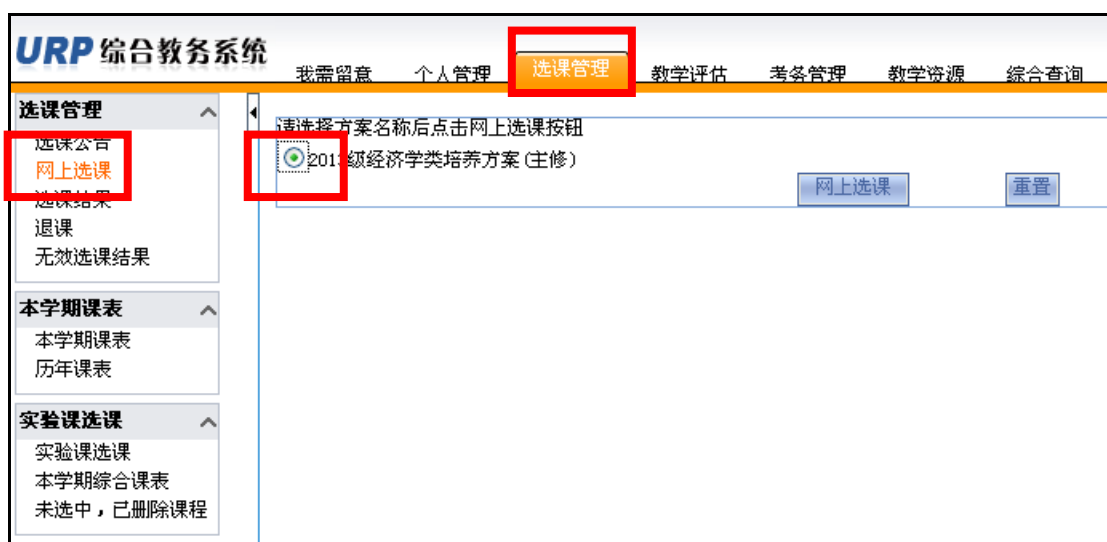 URP 综合教务系统
我需留意 个人管理 选课管理 教学评估 考务管理 教学资源 综合查询
选课管理
选课公告
网上选课
选课结果
退课
无效选课结果
本学期课表
本学期课表
历年课表
实验课选课
实验课选课
本学期综合课表
未选中，已删除课程
请选择方案名称后点击网上选课按钮
2013级经济学类培养方案(主修)
网上选课 重置